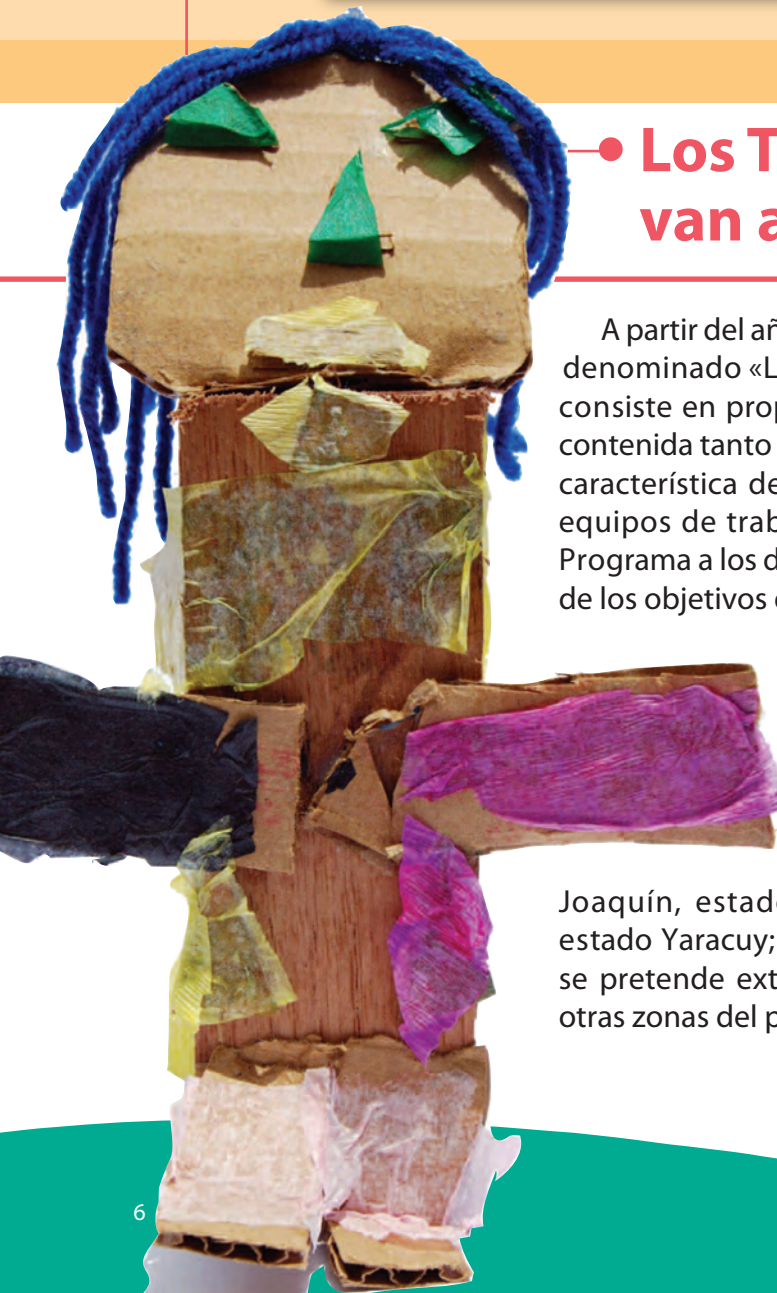 Los T
van a
A partir del añ
denominado «L
consiste en prop
contenida tanto
característica de
equipos de trab
Programa a los d
de los objetivos
Joaquín, estad
estado Yaracuy;
se pretende ext
otras zonas del p
6